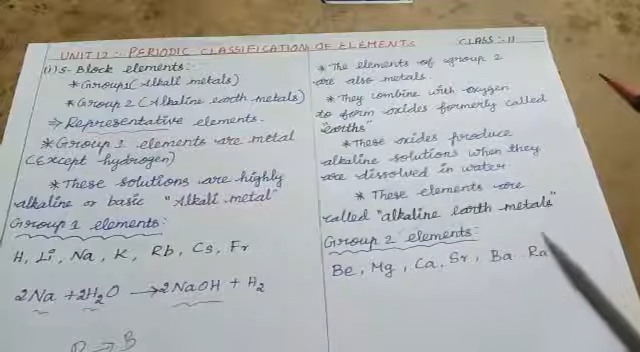 UNIT 12 :- PERIODIC CLASSIFICATION OF ELEMENTS
CLASS :- 11
(i) S-Block elements:-
* Group 1 (Alkali metals)
* Group 2 (Alkaline earth metals)
⇒ Representative elements.
* Group 1 elements are metal
(Except hydrogen)
* These solutions are highly
alkaline or basic "Alkali metal"
Group 1 elements:
H, Li, Na, K, Rb, Cs, Fr
2Na + 2H₂O → 2NaOH + H₂
* The elements of group 2
are also metals.
* They combine with oxygen
to form oxides formerly called
"earths"
* These oxides produce
alkaline solutions when they
are dissolved in water.
* These elements are
called "alkaline earth metals"
Group 2 elements:
Be, Mg, Ca, Sr, Ba Ra